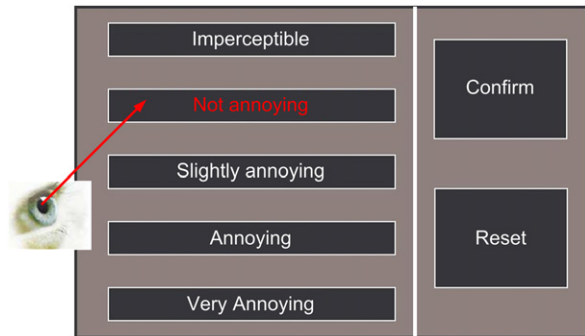 Imperceptible
Not annoying
Slightly annoying
Annoying
Very Annoying
Confirm
Reset